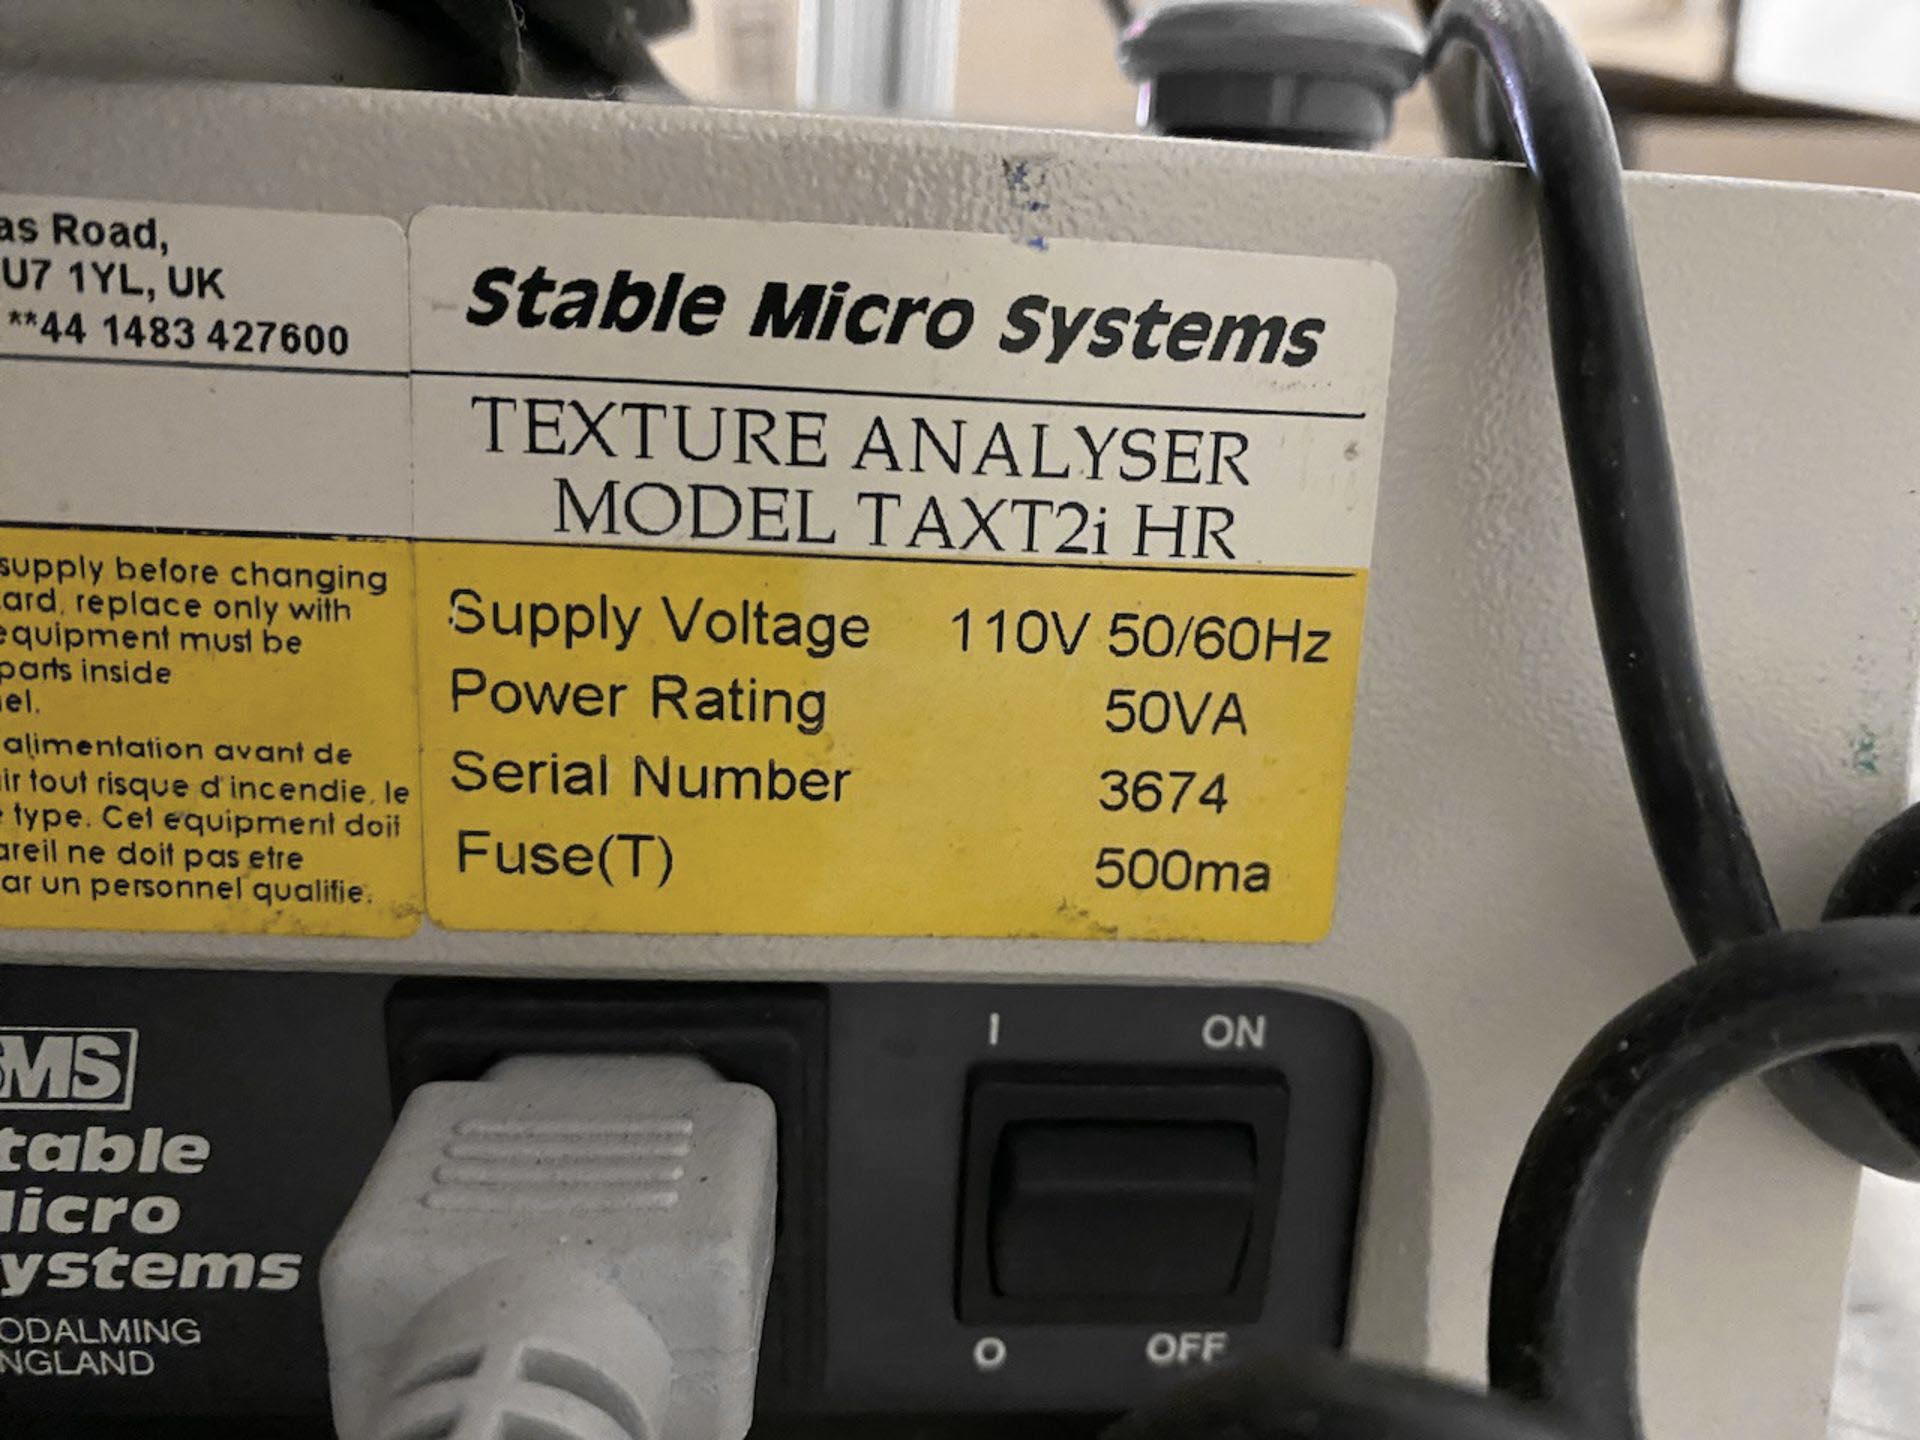 as Road,
U7 1YL, UK
**44 1483 427600
Stable Micro Systems
TEXTURE ANALYSER
MODEL TAXT2i HR
supply before changing
ard, replace only with
equipment must be
parts inside
el.
alimentation avant de
ir tout risque d'incendie, le
type. Cet equipment doit
areil ne doit pas etre
ar un personnel qualifie.
Supply Voltage 110V 50/60Hz
Power Rating 50VA
Serial Number 3674
Fuse(T) 500ma
SMS
table
icro
ystems
ODALMING
NGLAND
I ON
O OFF